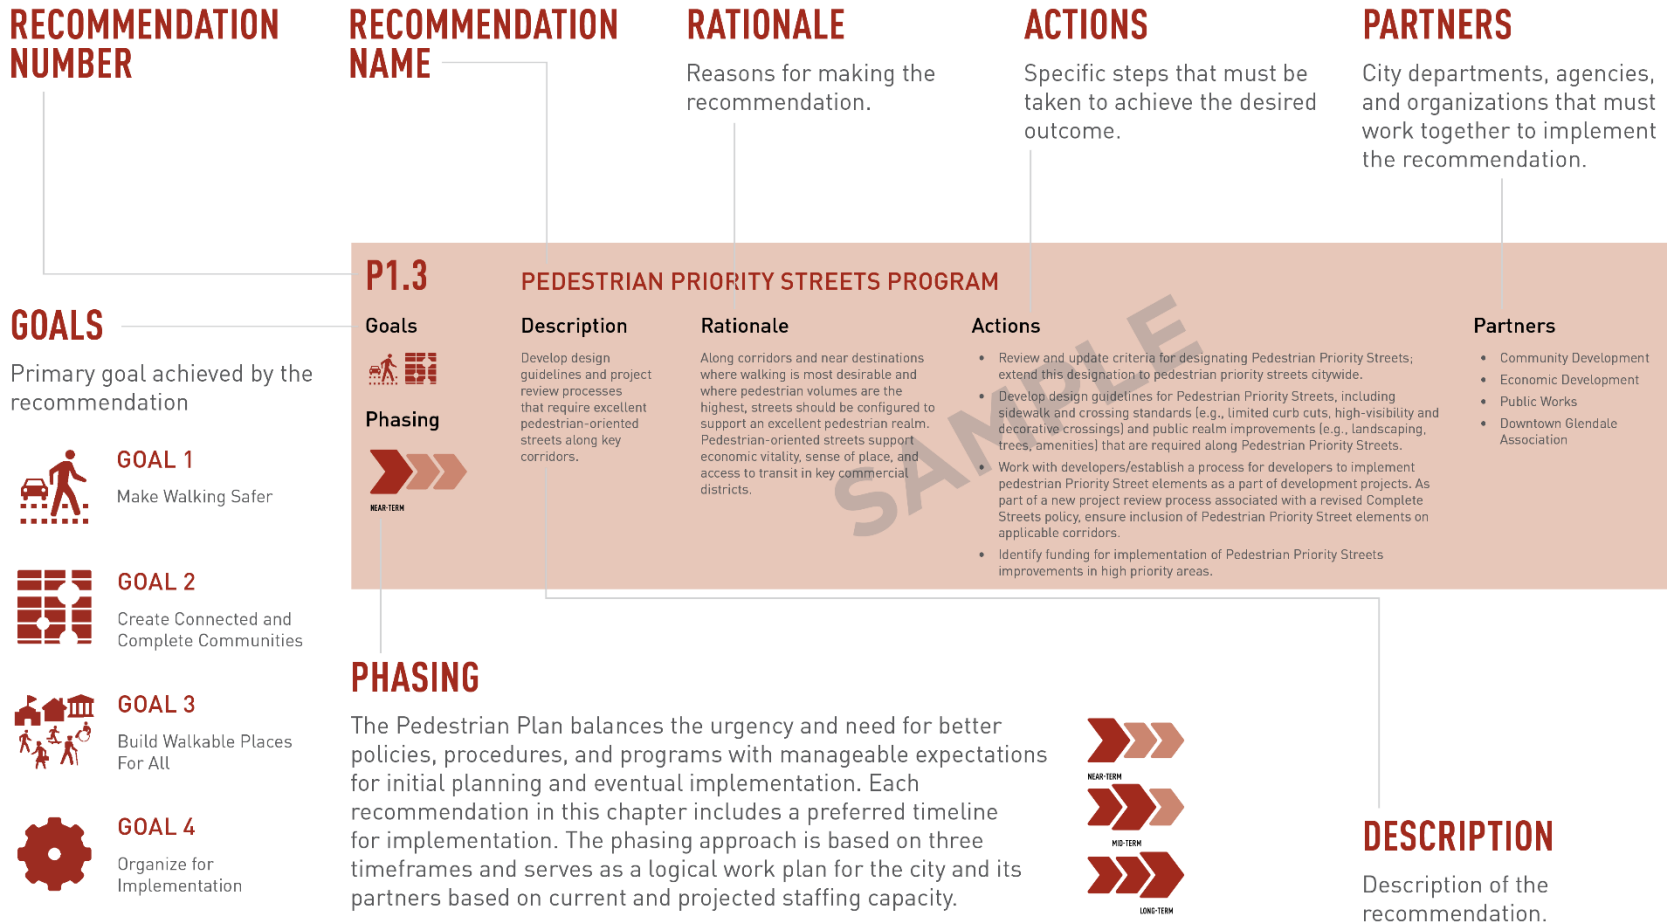 RECOMMENDATION
NUMBER
RECOMMENDATION
NAME
RATIONALE
Reasons for making the
recommendation.
ACTIONS
Specific steps that must be
taken to achieve the desired
outcome.
PARTNERS
City departments, agencies,
and organizations that must
work together to implement
the recommendation.
GOALS
Primary goal achieved by the
recommendation
GOAL 1
Make Walking Safer
GOAL 2
Create Connected and
Complete Communities
GOAL 3
Build Walkable Places
For All
GOAL 4
Organize for
Implementation
P1.3
PEDESTRIAN PRIORITY STREETS PROGRAM
Goals
Phasing
NEAR-TERM
Description
Develop design
guidelines and project
review processes
that require excellent
pedestrian-oriented
streets along key
corridors.
Rationale
Along corridors and near destinations
where walking is most desirable and
where pedestrian volumes are the
highest, streets should be configured to
support an excellent pedestrian realm.
Pedestrian-oriented streets support
economic vitality, sense of place, and
access to transit in key commercial
districts.
Actions
• Review and update criteria for designating Pedestrian Priority Streets;
extend this designation to pedestrian priority streets citywide.
• Develop design guidelines for Pedestrian Priority Streets, including
sidewalk and crossing standards (e.g., limited curb cuts, high-visibility and
decorative crossings) and public realm improvements (e.g., landscaping,
trees, amenities) that are required along Pedestrian Priority Streets.
• Work with developers/establish a process for developers to implement
pedestrian Priority Street elements as a part of development projects. As
part of a new project review process associated with a revised Complete
Streets policy, ensure inclusion of Pedestrian Priority Street elements on
applicable corridors.
• Identify funding for implementation of Pedestrian Priority Streets
improvements in high priority areas.
Partners
• Community Development
• Economic Development
• Public Works
• Downtown Glendale
Association
SAMPLE
PHASING
The Pedestrian Plan balances the urgency and need for better
policies, procedures, and programs with manageable expectations
for initial planning and eventual implementation. Each
recommendation in this chapter includes a preferred timeline
for implementation. The phasing approach is based on three
timeframes and serves as a logical work plan for the city and its
partners based on current and projected staffing capacity.
NEAR-TERM
MID-TERM
LONG-TERM
DESCRIPTION
Description of the
recommendation.